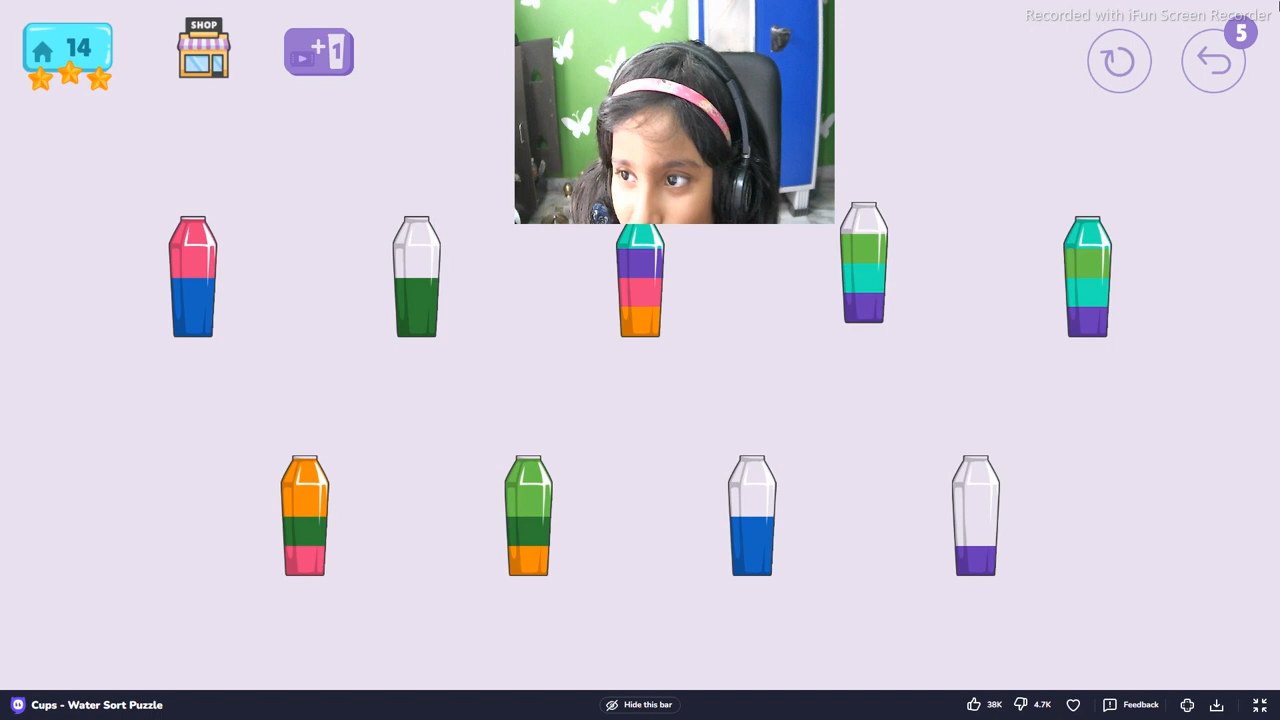 Recorded with iFun Screen Recorder
SHOP
14
+1
5
Cups - Water Sort Puzzle
Hide this bar
38K
4.7K
Feedback